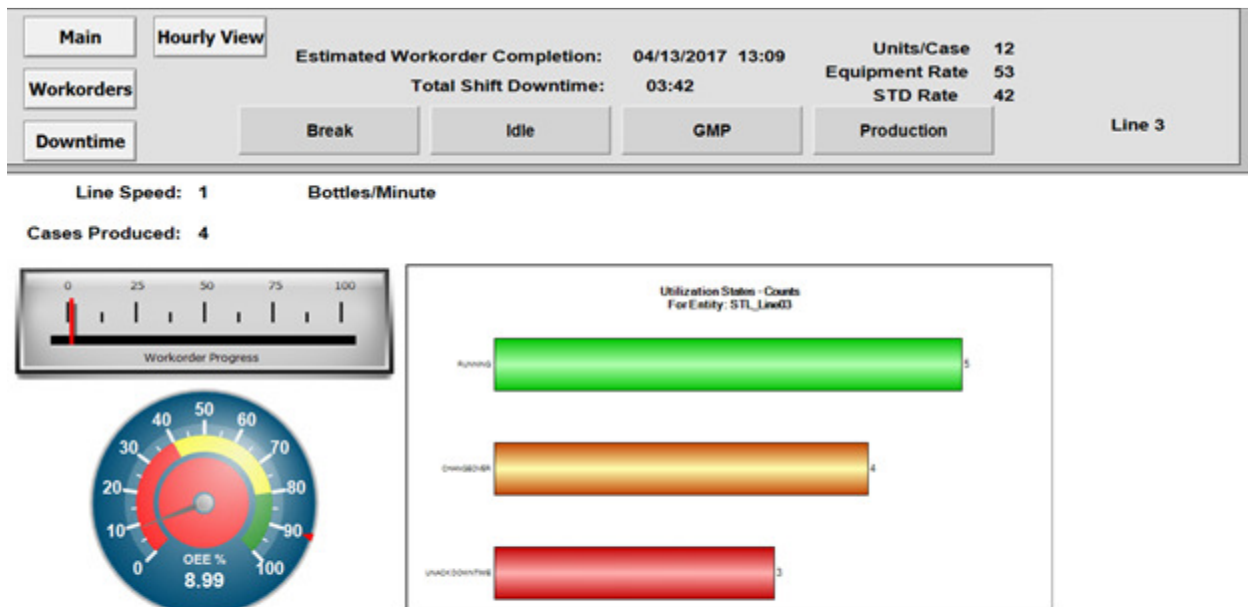 Main
Hourly View
Workorders
Downtime
Estimated Workorder Completion: 04/13/2017 13:09
Total Shift Downtime: 03:42
Units/Case 12
Equipment Rate 53
STD Rate 42
Break
Idle
GMP
Production
Line 3
Line Speed: 1 Bottles/Minute
Cases Produced: 4
0 25 50 75 100
Workorder Progress
0 10 20 30 40 50 60 70 80 90 100
OEE %
8.99
Utilization States - Counts
For Entity: STL_Line03
RUNNING 5
CHANGEOVER 4
UNACKDOWNTIME 3